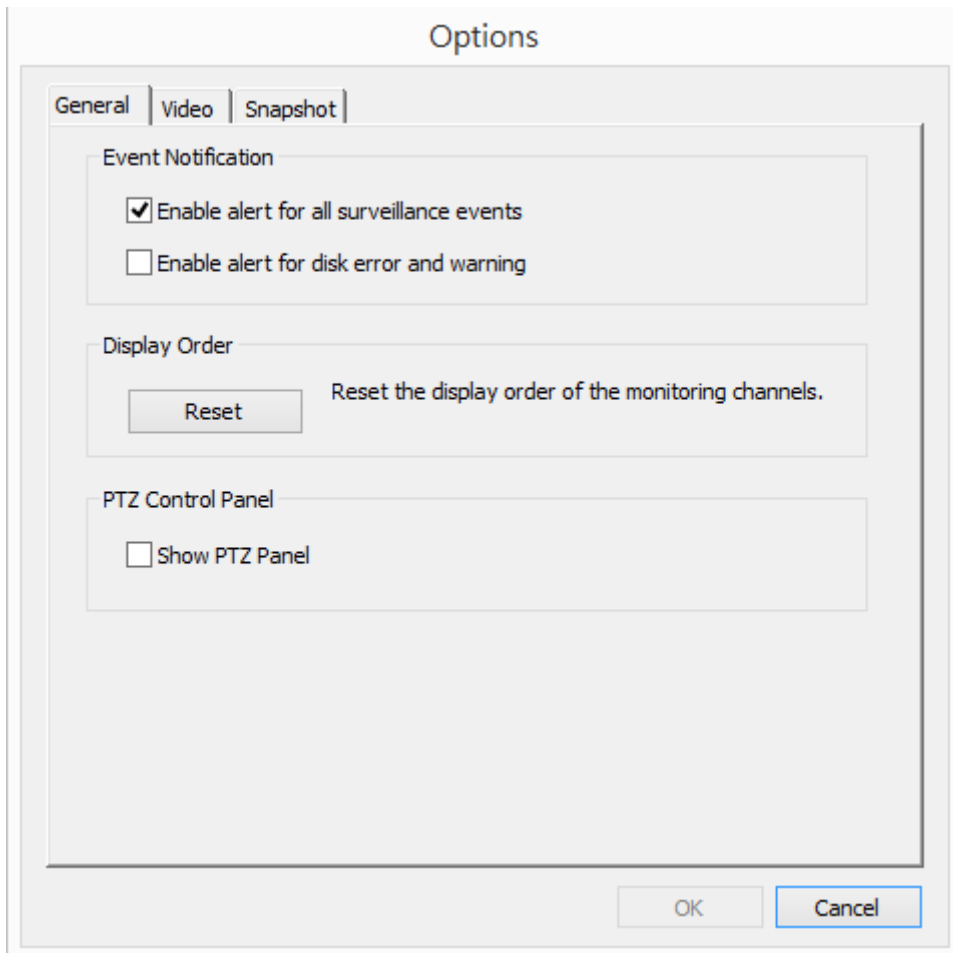 Options
General Video Snapshot
Event Notification
Enable alert for all surveillance events
Enable alert for disk error and warning
Display Order
Reset Reset the display order of the monitoring channels.
PTZ Control Panel
Show PTZ Panel
OK Cancel